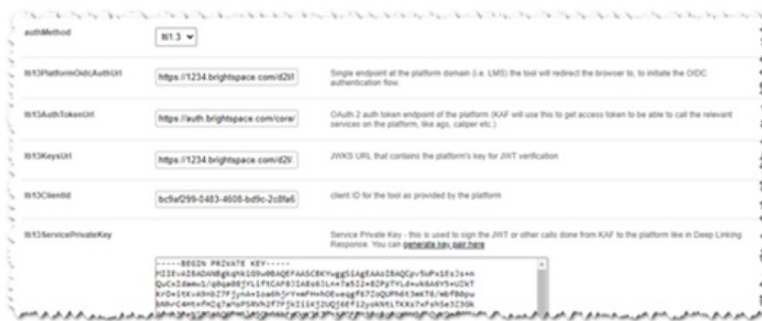 authMethod
lti1.3
lti13PlatformOidcAuthUrl
https://1234.brightspace.com/d2l/l
Single endpoint at the platform domain (i.e. LMS) the tool will redirect the browser to, to initiate the OIDC
authentication flow.
lti13AuthTokenUrl
https://auth.brightspace.com/core/
OAuth 2 auth token endpoint of the platform (KAF will use this to get access token to be able to call the relevant
services on the platform, like ags, caliper etc.)
lti13KeysUrl
https://1234.brightspace.com/d2l/.
JWKS URL that contains the platform's key for JWT verification
lti13ClientId
bc9af299-0483-4608-bd9c-2c8fa6
client ID for the tool as provided by the platform
lti13ServicePrivateKey
Service Private Key - this is used to sign the JWT or other calls done from KAF to the platform like in Deep Linking
Response. You can generate key pair here
-----BEGIN PRIVATE KEY-----